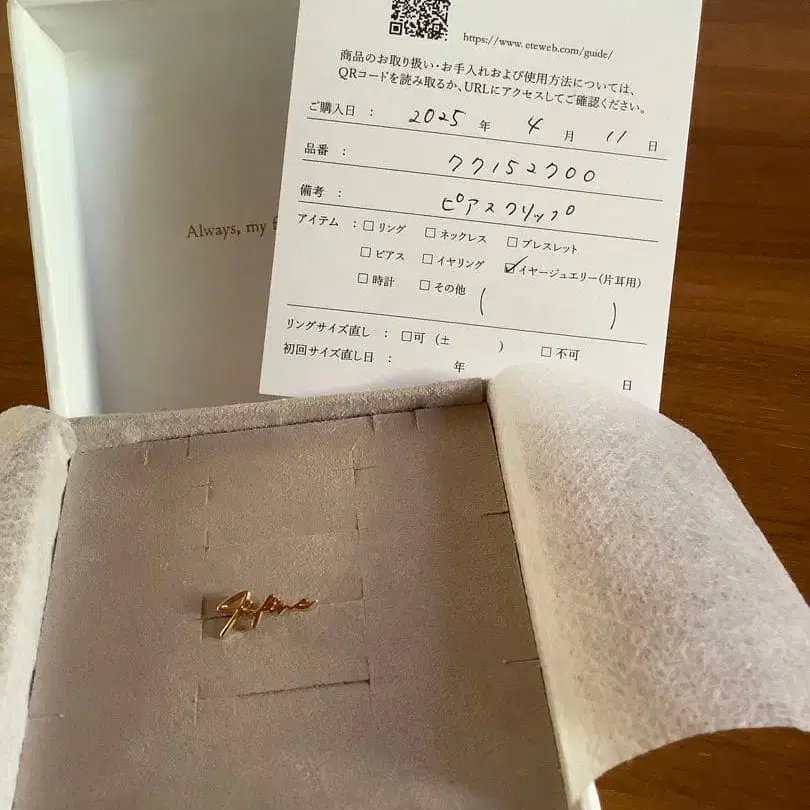 https://www.eteweb.com/guide/
商品のお取り扱い・お手入れおよび使用方法については、
QRコードを読み取るか、URLにアクセスしてご確認ください。
ご購入日 : 2025 年 4 月 11 日
品番 : 77152700
備考 : ピアスクリップ
アイテム : □リング □ネックレス □ブレスレット
□ピアス □イヤリング ☑イヤージュエリー(片耳用)
□時計 □その他 ( )
リングサイズ直し : □可 (± ) □不可
初回サイズ直し日 : 年 日
Always, my